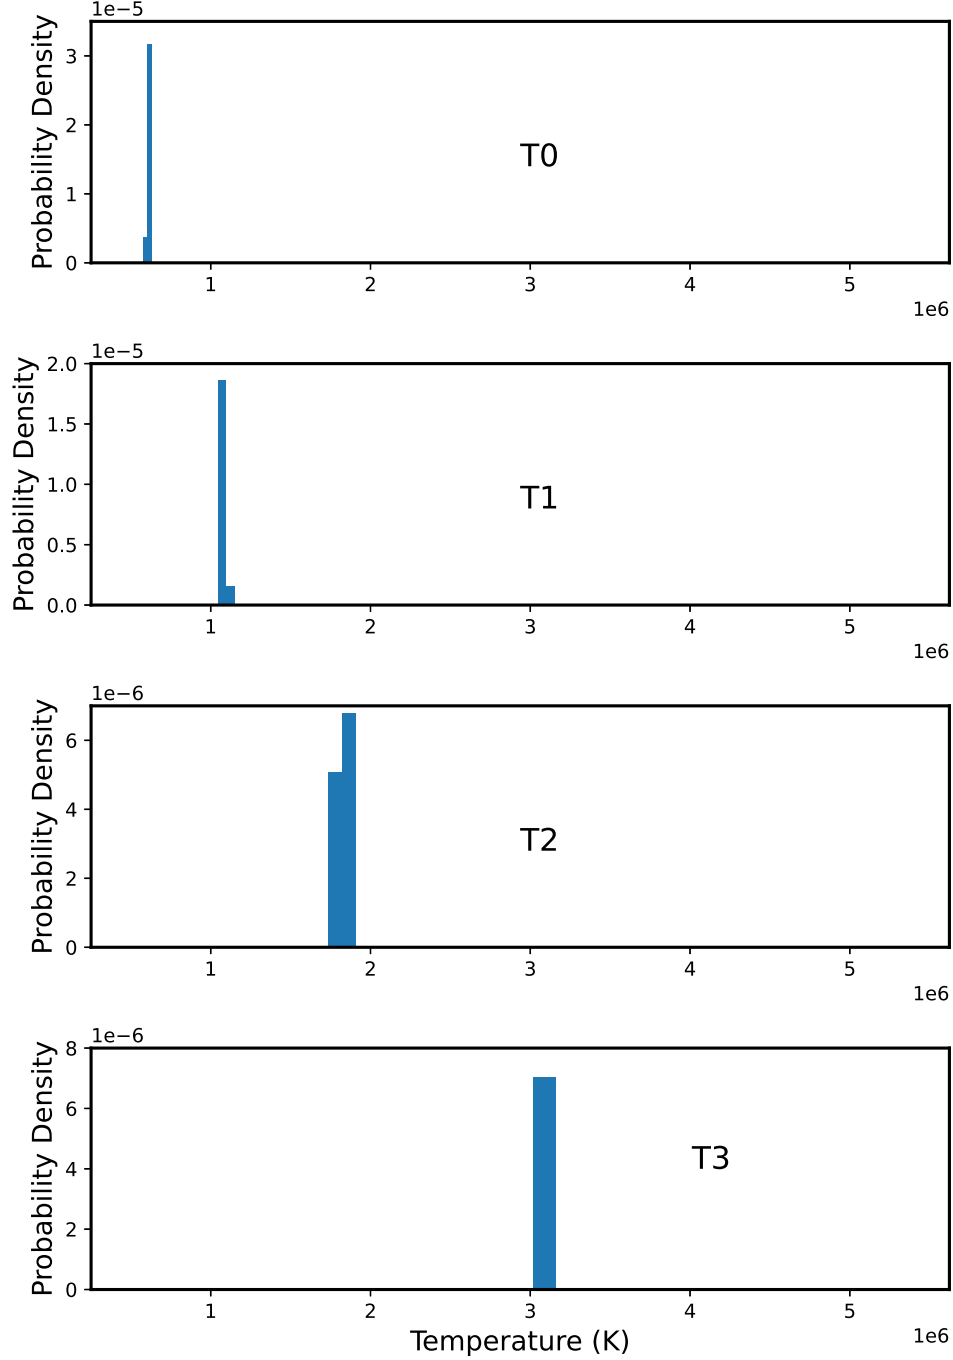 1e−5
Probability Density
3
2
1
0
T0
1 2 3 4 5
1e6
1e−5
Probability Density
2.0
1.5
1.0
0.5
0.0
T1
1 2 3 4 5
1e6
1e−6
Probability Density
6
4
2
0
T2
1 2 3 4 5
1e6
1e−6
Probability Density
8
6
4
2
0
T3
1 2 3 4 5
1e6
Temperature (K)